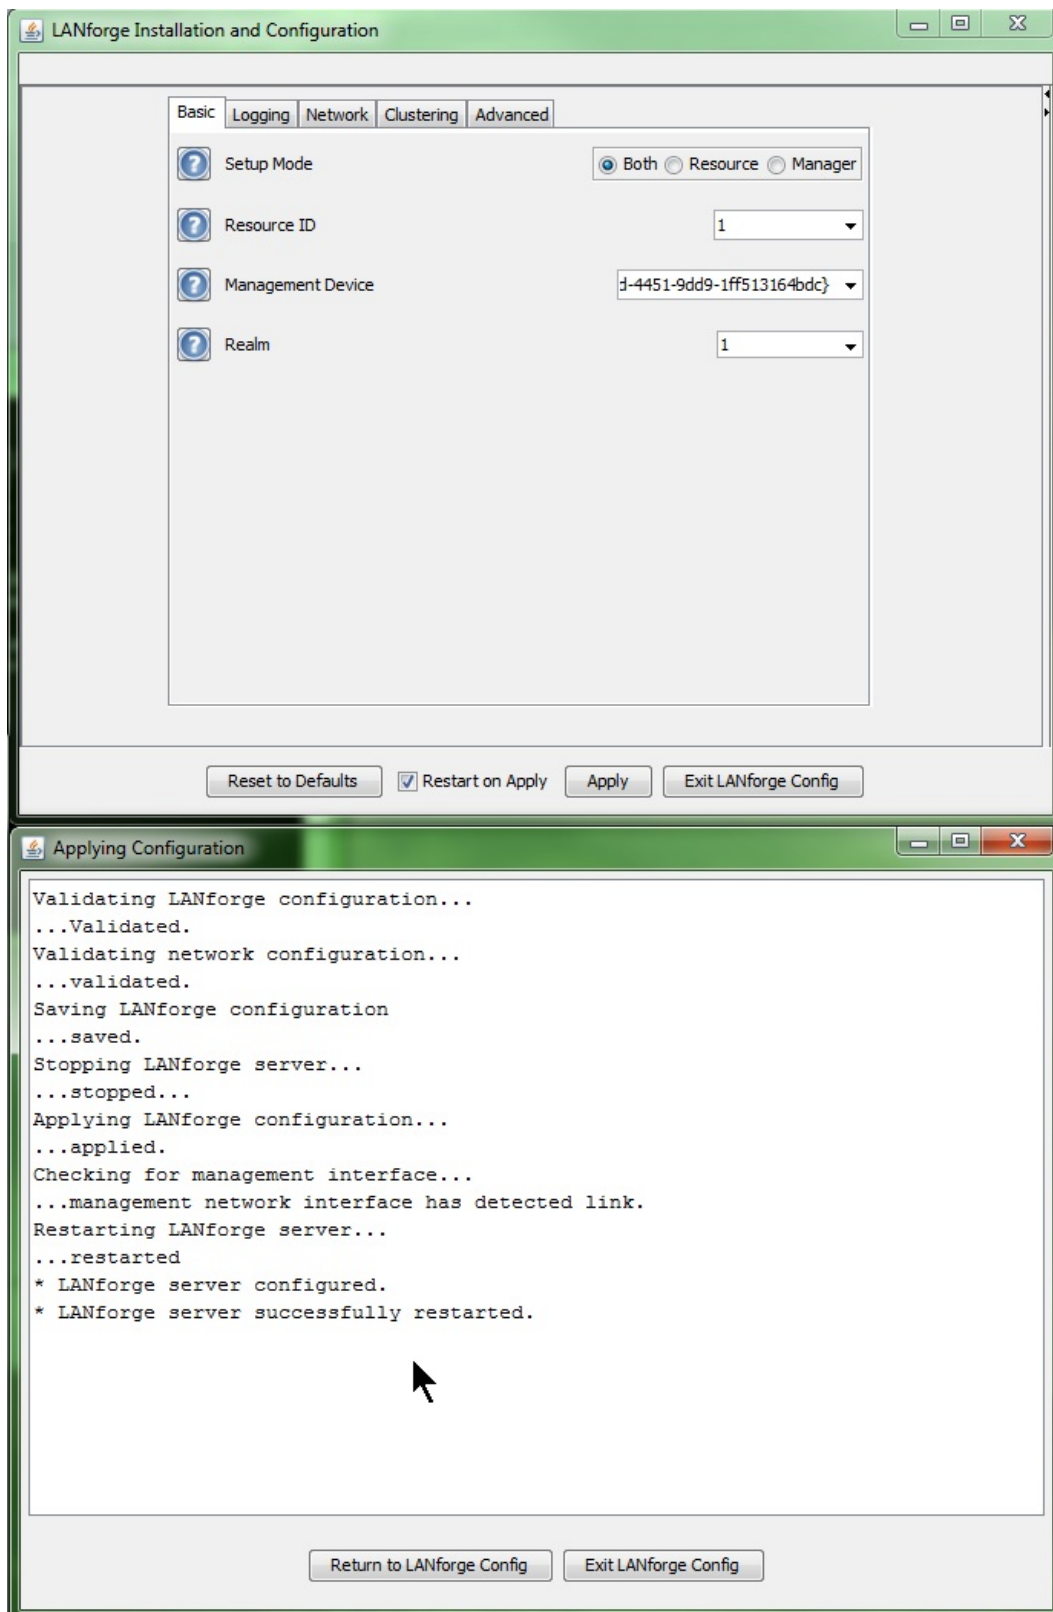 LANforge Installation and Configuration
Basic Logging Network Clustering Advanced
Setup Mode Both Resource Manager
Resource ID 1
Management Device d-4451-9dd9-1ff513164bdc}
Realm 1
Reset to Defaults Restart on Apply Apply Exit LANforge Config
Applying Configuration
Validating LANforge configuration...
...Validated.
Validating network configuration...
...validated.
Saving LANforge configuration
...saved.
Stopping LANforge server...
...stopped...
Applying LANforge configuration...
...applied.
Checking for management interface...
...management network interface has detected link.
Restarting LANforge server...
...restarted
* LANforge server configured.
* LANforge server successfully restarted.
Return to LANforge Config Exit LANforge Config